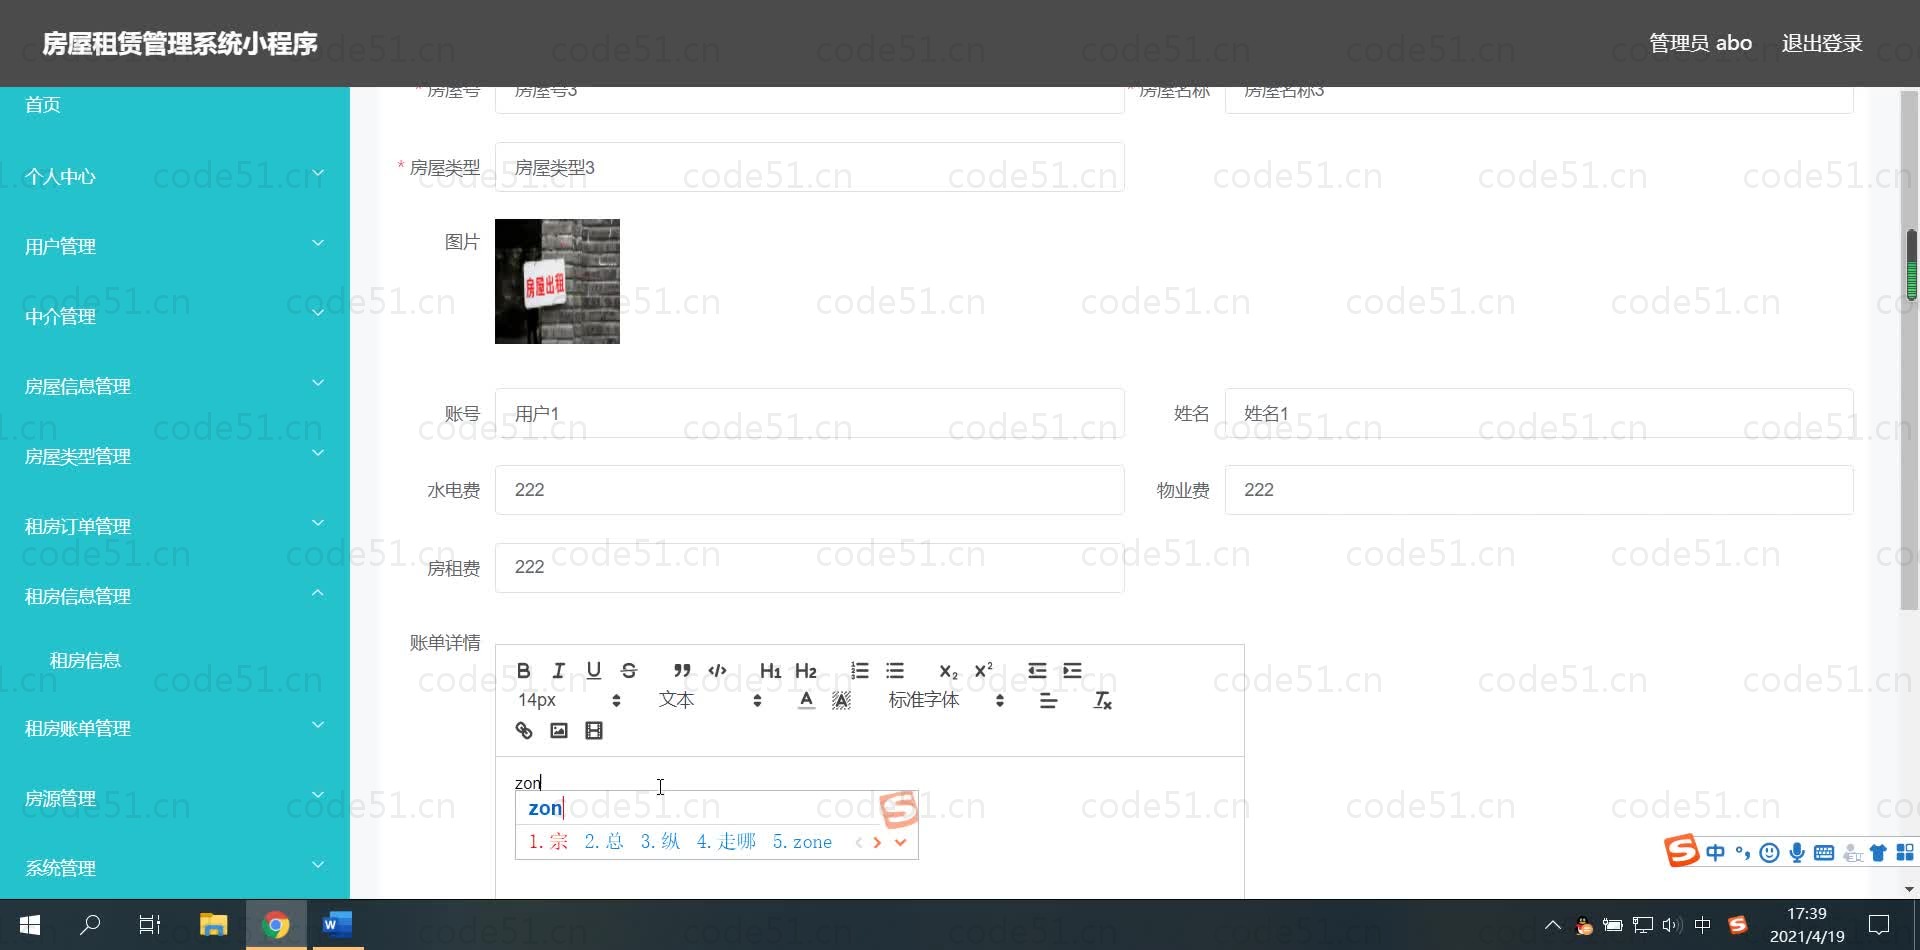 房屋租赁管理系统小程序
管理员 abo 退出登录
首页
个人中心
用户管理
中介管理
房屋信息管理
房屋类型管理
租房订单管理
租房信息管理
租房信息
租房账单管理
房源管理
系统管理
* 房屋号 房屋号3
* 房屋名称 房屋名称3
* 房屋类型 房屋类型3
图片
房屋出租
账号 用户1
姓名 姓名1
水电费 222
物业费 222
房租费 222
账单详情
B I U S H1 H2 X₂ X²
14px 文本 A A 标准字体 Tx
zon
zon
1.宗 2.总 3.纵 4.走哪 5.zone
中
W
中
17:39
2021/4/19
code51.cn